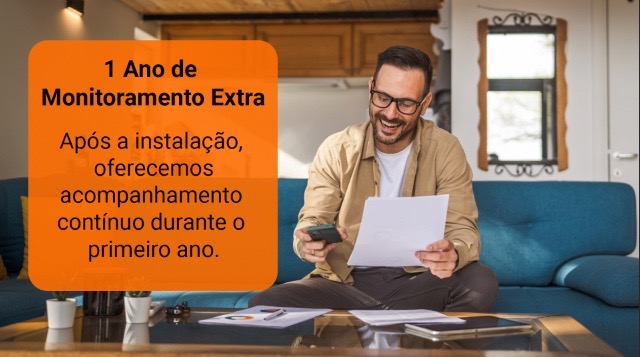 1 Ano de
Monitoramento Extra
Após a instalação,
oferecemos
acompanhamento
contínuo durante o
primeiro ano.